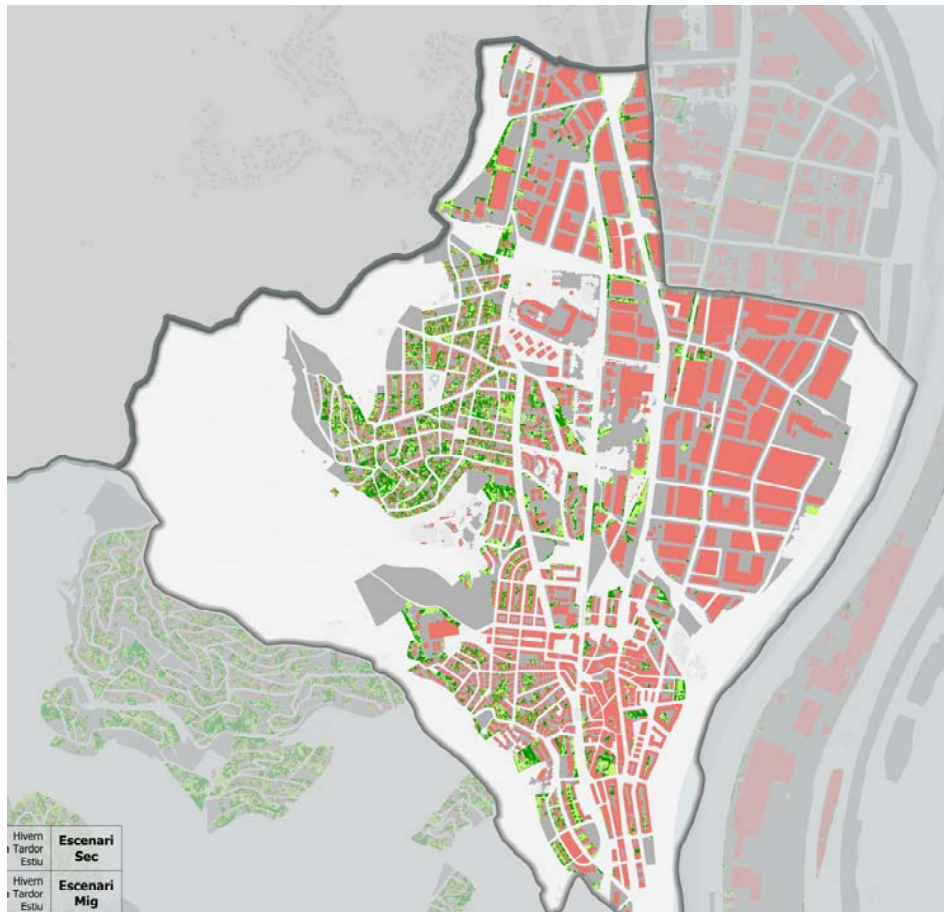 Hivern
Tardor
Estiu
Escenari
Sec
Hivern
Tardor
Estiu
Escenari
Mig